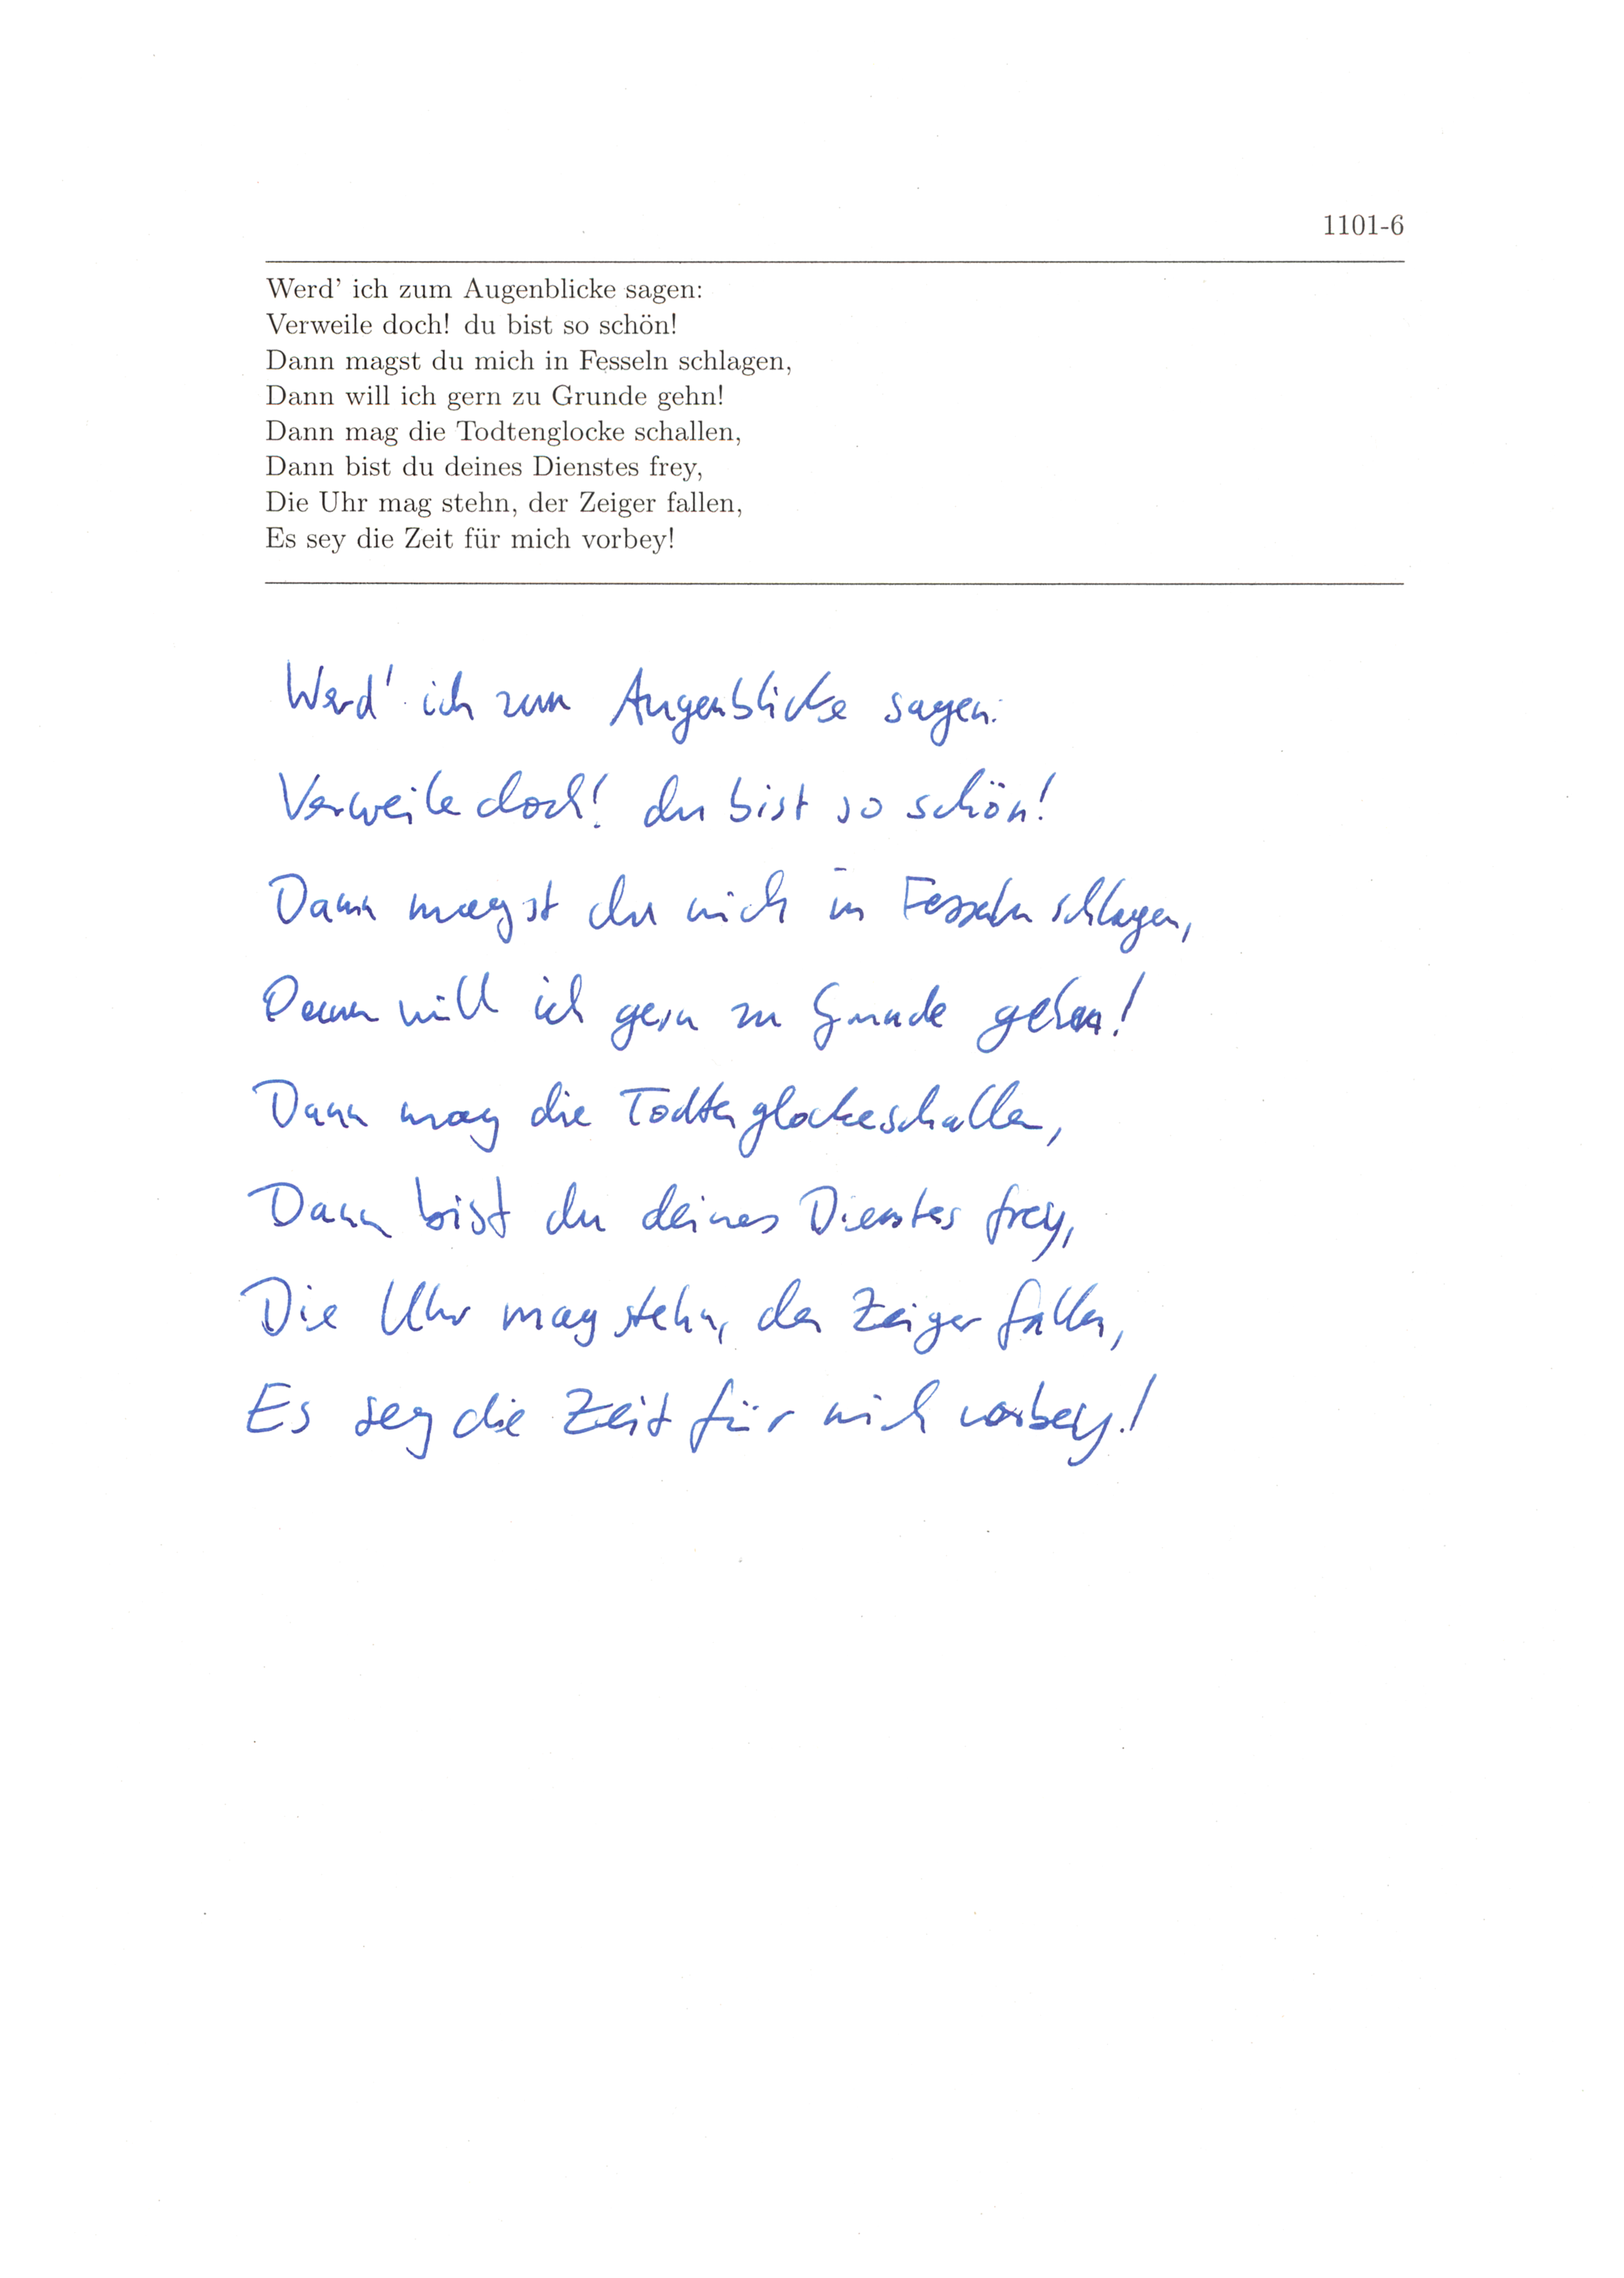 1101-6
Werd' ich zum Augenblicke sagen:
Verweile doch! du bist so schön!
Dann magst du mich in Fesseln schlagen,
Dann will ich gern zu Grunde gehn!
Dann mag die Todtenglocke schallen,
Dann bist du deines Dienstes frey,
Die Uhr mag stehn, der Zeiger fallen,
Es sey die Zeit für mich vorbey!
Werd' ich zum Augenblicke sagen:
Verweile doch! du bist so schön!
Dann magst du mich in Fesseln schlagen,
Dann will ich gern zu Grunde gehn!
Dann mag die Todtenglocke schallen,
Dann bist du deines Dienstes frey,
Die Uhr mag stehn, der Zeiger fallen,
Es sey die Zeit für mich vorbey!